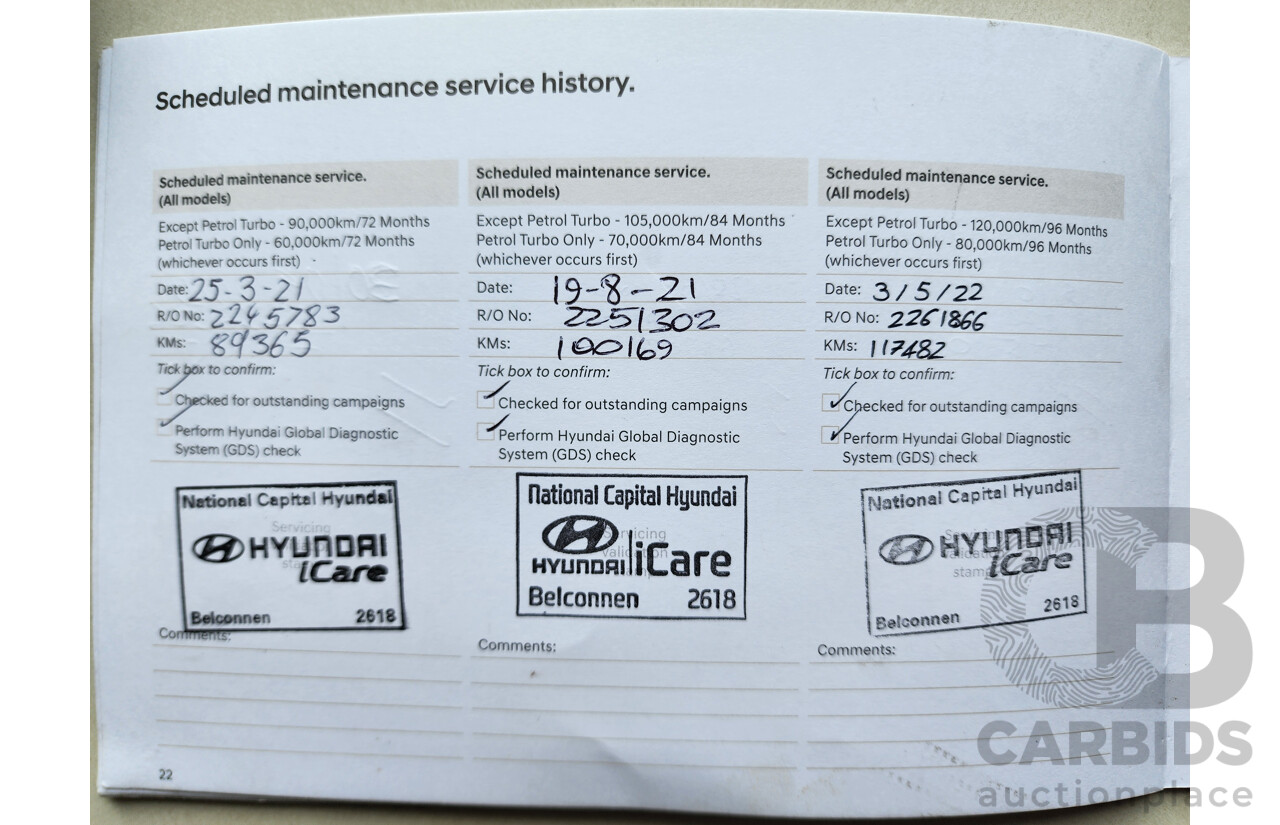 Scheduled maintenance service history.
Scheduled maintenance service.
(All models)
Except Petrol Turbo - 90,000km/72 Months
Petrol Turbo Only - 60,000km/72 Months
(whichever occurs first)
Date: 25-3-21
R/O No: 2245783
KMs: 89365
Tick box to confirm:
Checked for outstanding campaigns
Perform Hyundai Global Diagnostic
System (GDS) check
National Capital Hyundai
Servicing
HYUNDAI
iCare
Belconnen 2618
Comments:
Scheduled maintenance service.
(All models)
Except Petrol Turbo - 105,000km/84 Months
Petrol Turbo Only - 70,000km/84 Months
(whichever occurs first)
Date: 19-8-21
R/O No: 2251302
KMs: 100169
Tick box to confirm:
Checked for outstanding campaigns
Perform Hyundai Global Diagnostic
System (GDS) check
National Capital Hyundai
HYUNDAI iCare
Belconnen 2618
Comments:
Scheduled maintenance service.
(All models)
Except Petrol Turbo - 120,000km/96 Months
Petrol Turbo Only - 80,000km/96 Months
(whichever occurs first)
Date: 3/5/22
R/O No: 2261866
KMs: 117482
Tick box to confirm:
Checked for outstanding campaigns
Perform Hyundai Global Diagnostic
System (GDS) check
National Capital Hyundai
HYUNDAI
iCare
Belconnen 2618
Comments:
22
B
CARBIDS
auctionplace